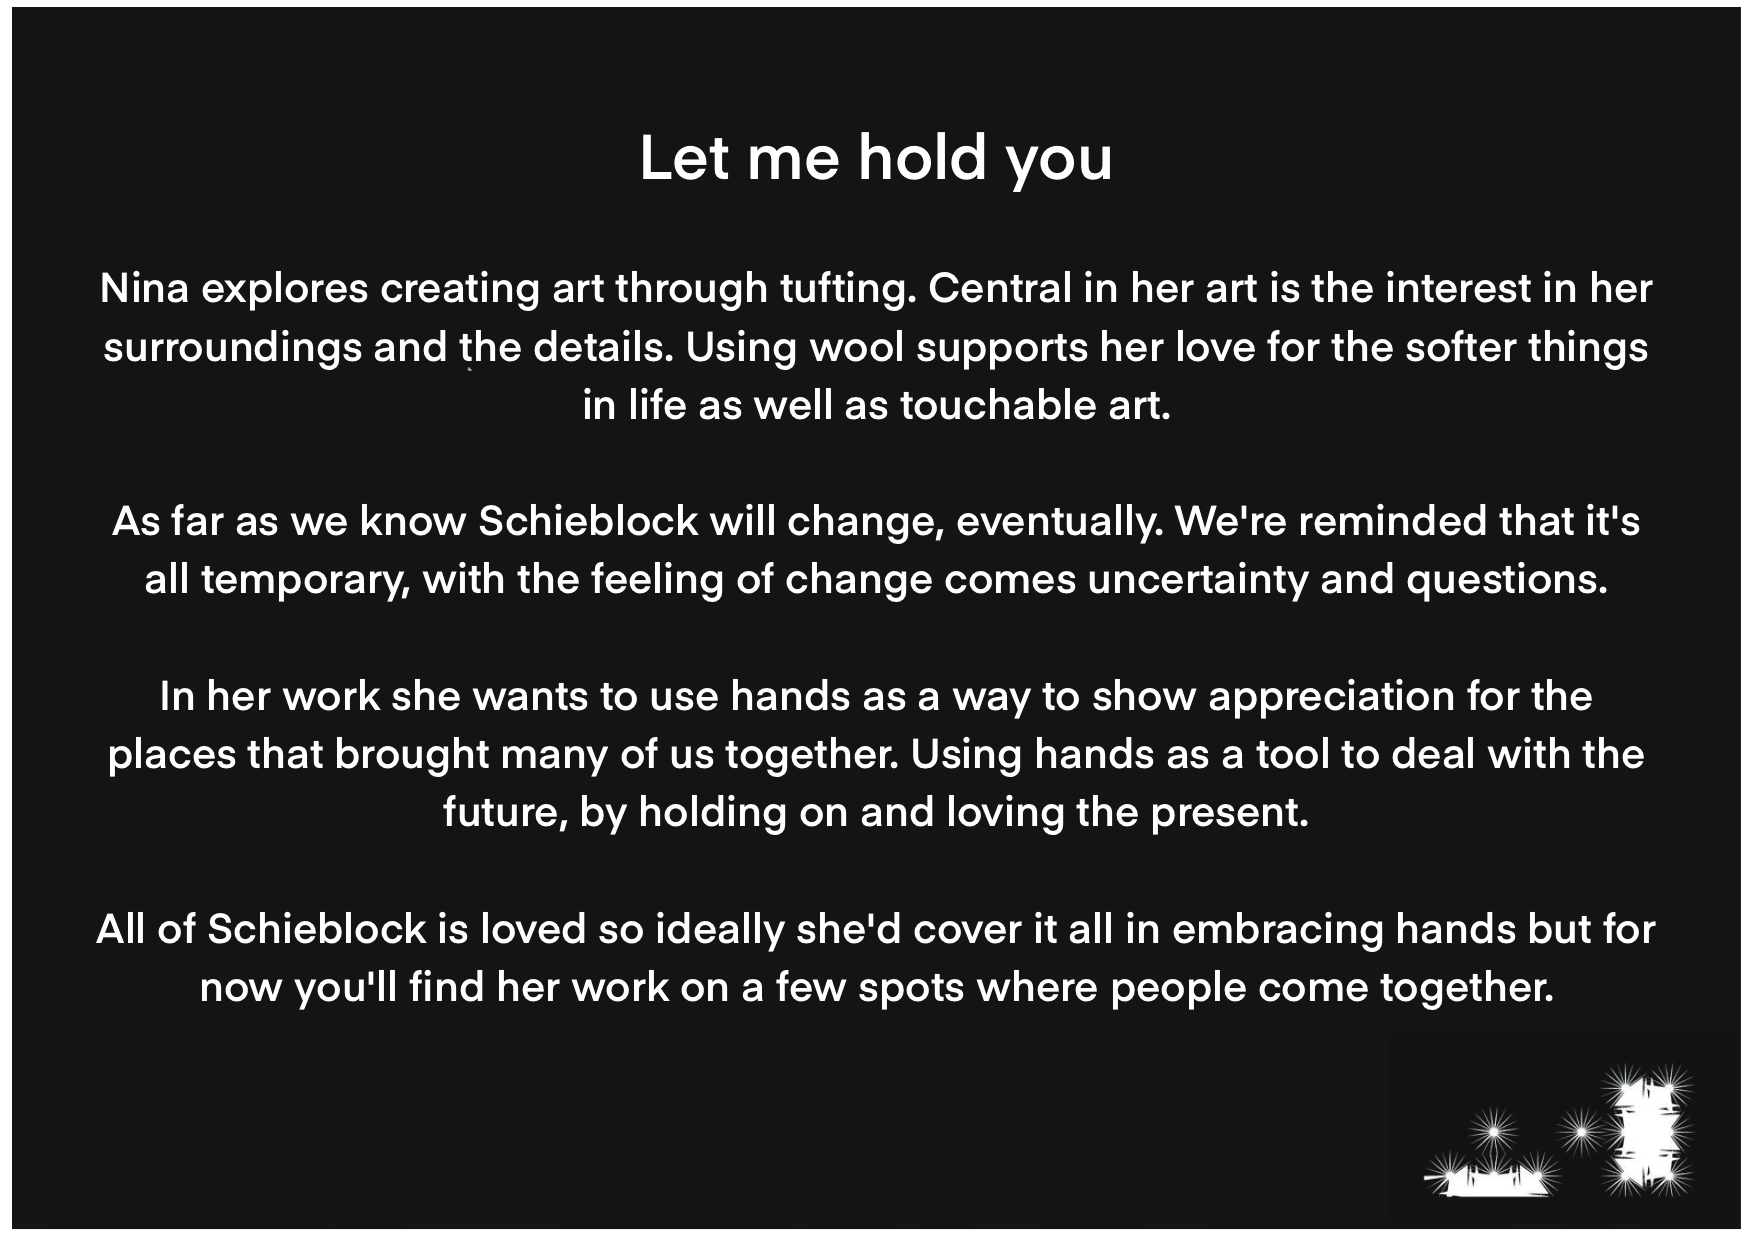 Let me hold you
Nina explores creating art through tufting. Central in her art is the interest in her
surroundings and the details. Using wool supports her love for the softer things
in life as well as touchable art.
As far as we know Schieblock will change, eventually. We're reminded that it's
all temporary, with the feeling of change comes uncertainty and questions.
In her work she wants to use hands as a way to show appreciation for the
places that brought many of us together. Using hands as a tool to deal with the
future, by holding on and loving the present.
All of Schieblock is loved so ideally she'd cover it all in embracing hands but for
now you'll find her work on a few spots where people come together.